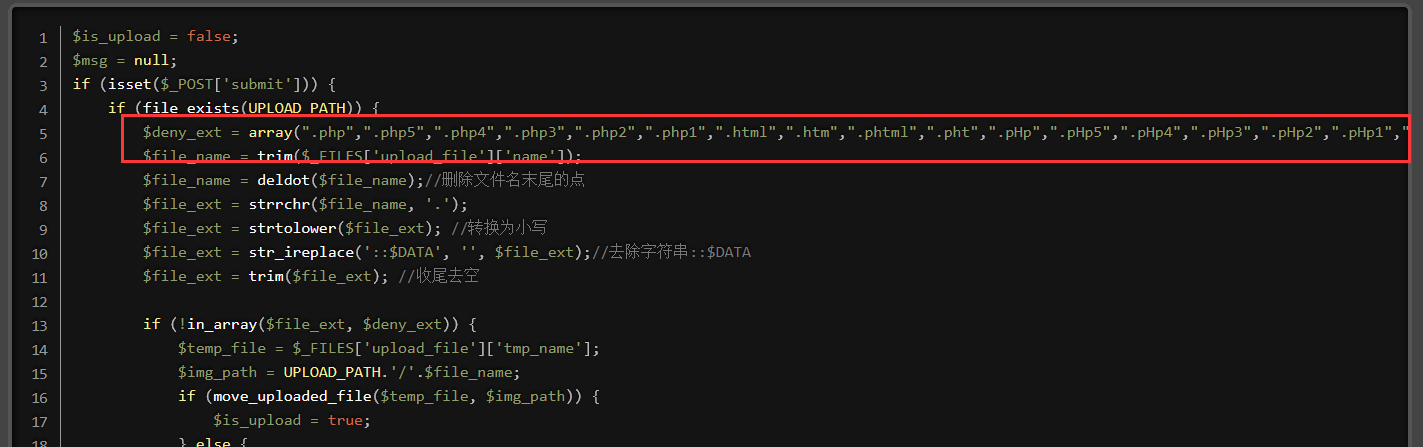 1 $is_upload = false;
2 $msg = null;
3 if (isset($_POST['submit'])) {
4     if (file_exists(UPLOAD_PATH)) {
5         $deny_ext = array(".php",".php5",".php4",".php3",".php2",".php1",".html",".htm",".phtml",".pht",".pHp",".pHp5",".pHp4",".pHp3",".pHp2",".pHp1","
6         $file_name = trim($_FILES['upload_file']['name']);
7         $file_name = deldot($file_name);//删除文件名末尾的点
8         $file_ext = strrchr($file_name, '.');
9         $file_ext = strtolower($file_ext); //转换为小写
10         $file_ext = str_ireplace('::$DATA', '', $file_ext);//去除字符串::$DATA
11         $file_ext = trim($file_ext); //收尾去空
12
13         if (!in_array($file_ext, $deny_ext)) {
14             $temp_file = $_FILES['upload_file']['tmp_name'];
15             $img_path = UPLOAD_PATH.'/'.$file_name;
16             if (move_uploaded_file($temp_file, $img_path)) {
17                 $is_upload = true;
18             } else {